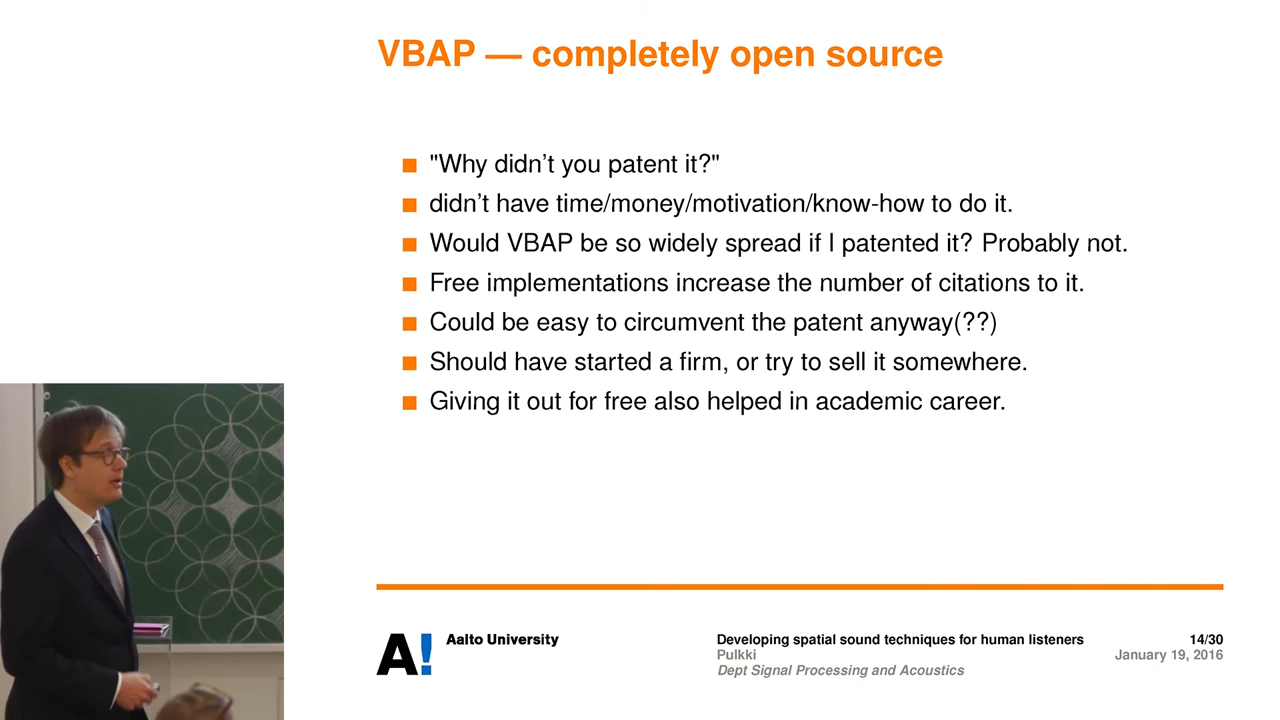 VBAP — completely open source
"Why didn't you patent it?"
didn't have time/money/motivation/know-how to do it.
Would VBAP be so widely spread if I patented it? Probably not.
Free implementations increase the number of citations to it.
Could be easy to circumvent the patent anyway(??)
Should have started a firm, or try to sell it somewhere.
Giving it out for free also helped in academic career.
A! Aalto University
Developing spatial sound techniques for human listeners
Pulkki
Dept Signal Processing and Acoustics
14/30
January 19, 2016